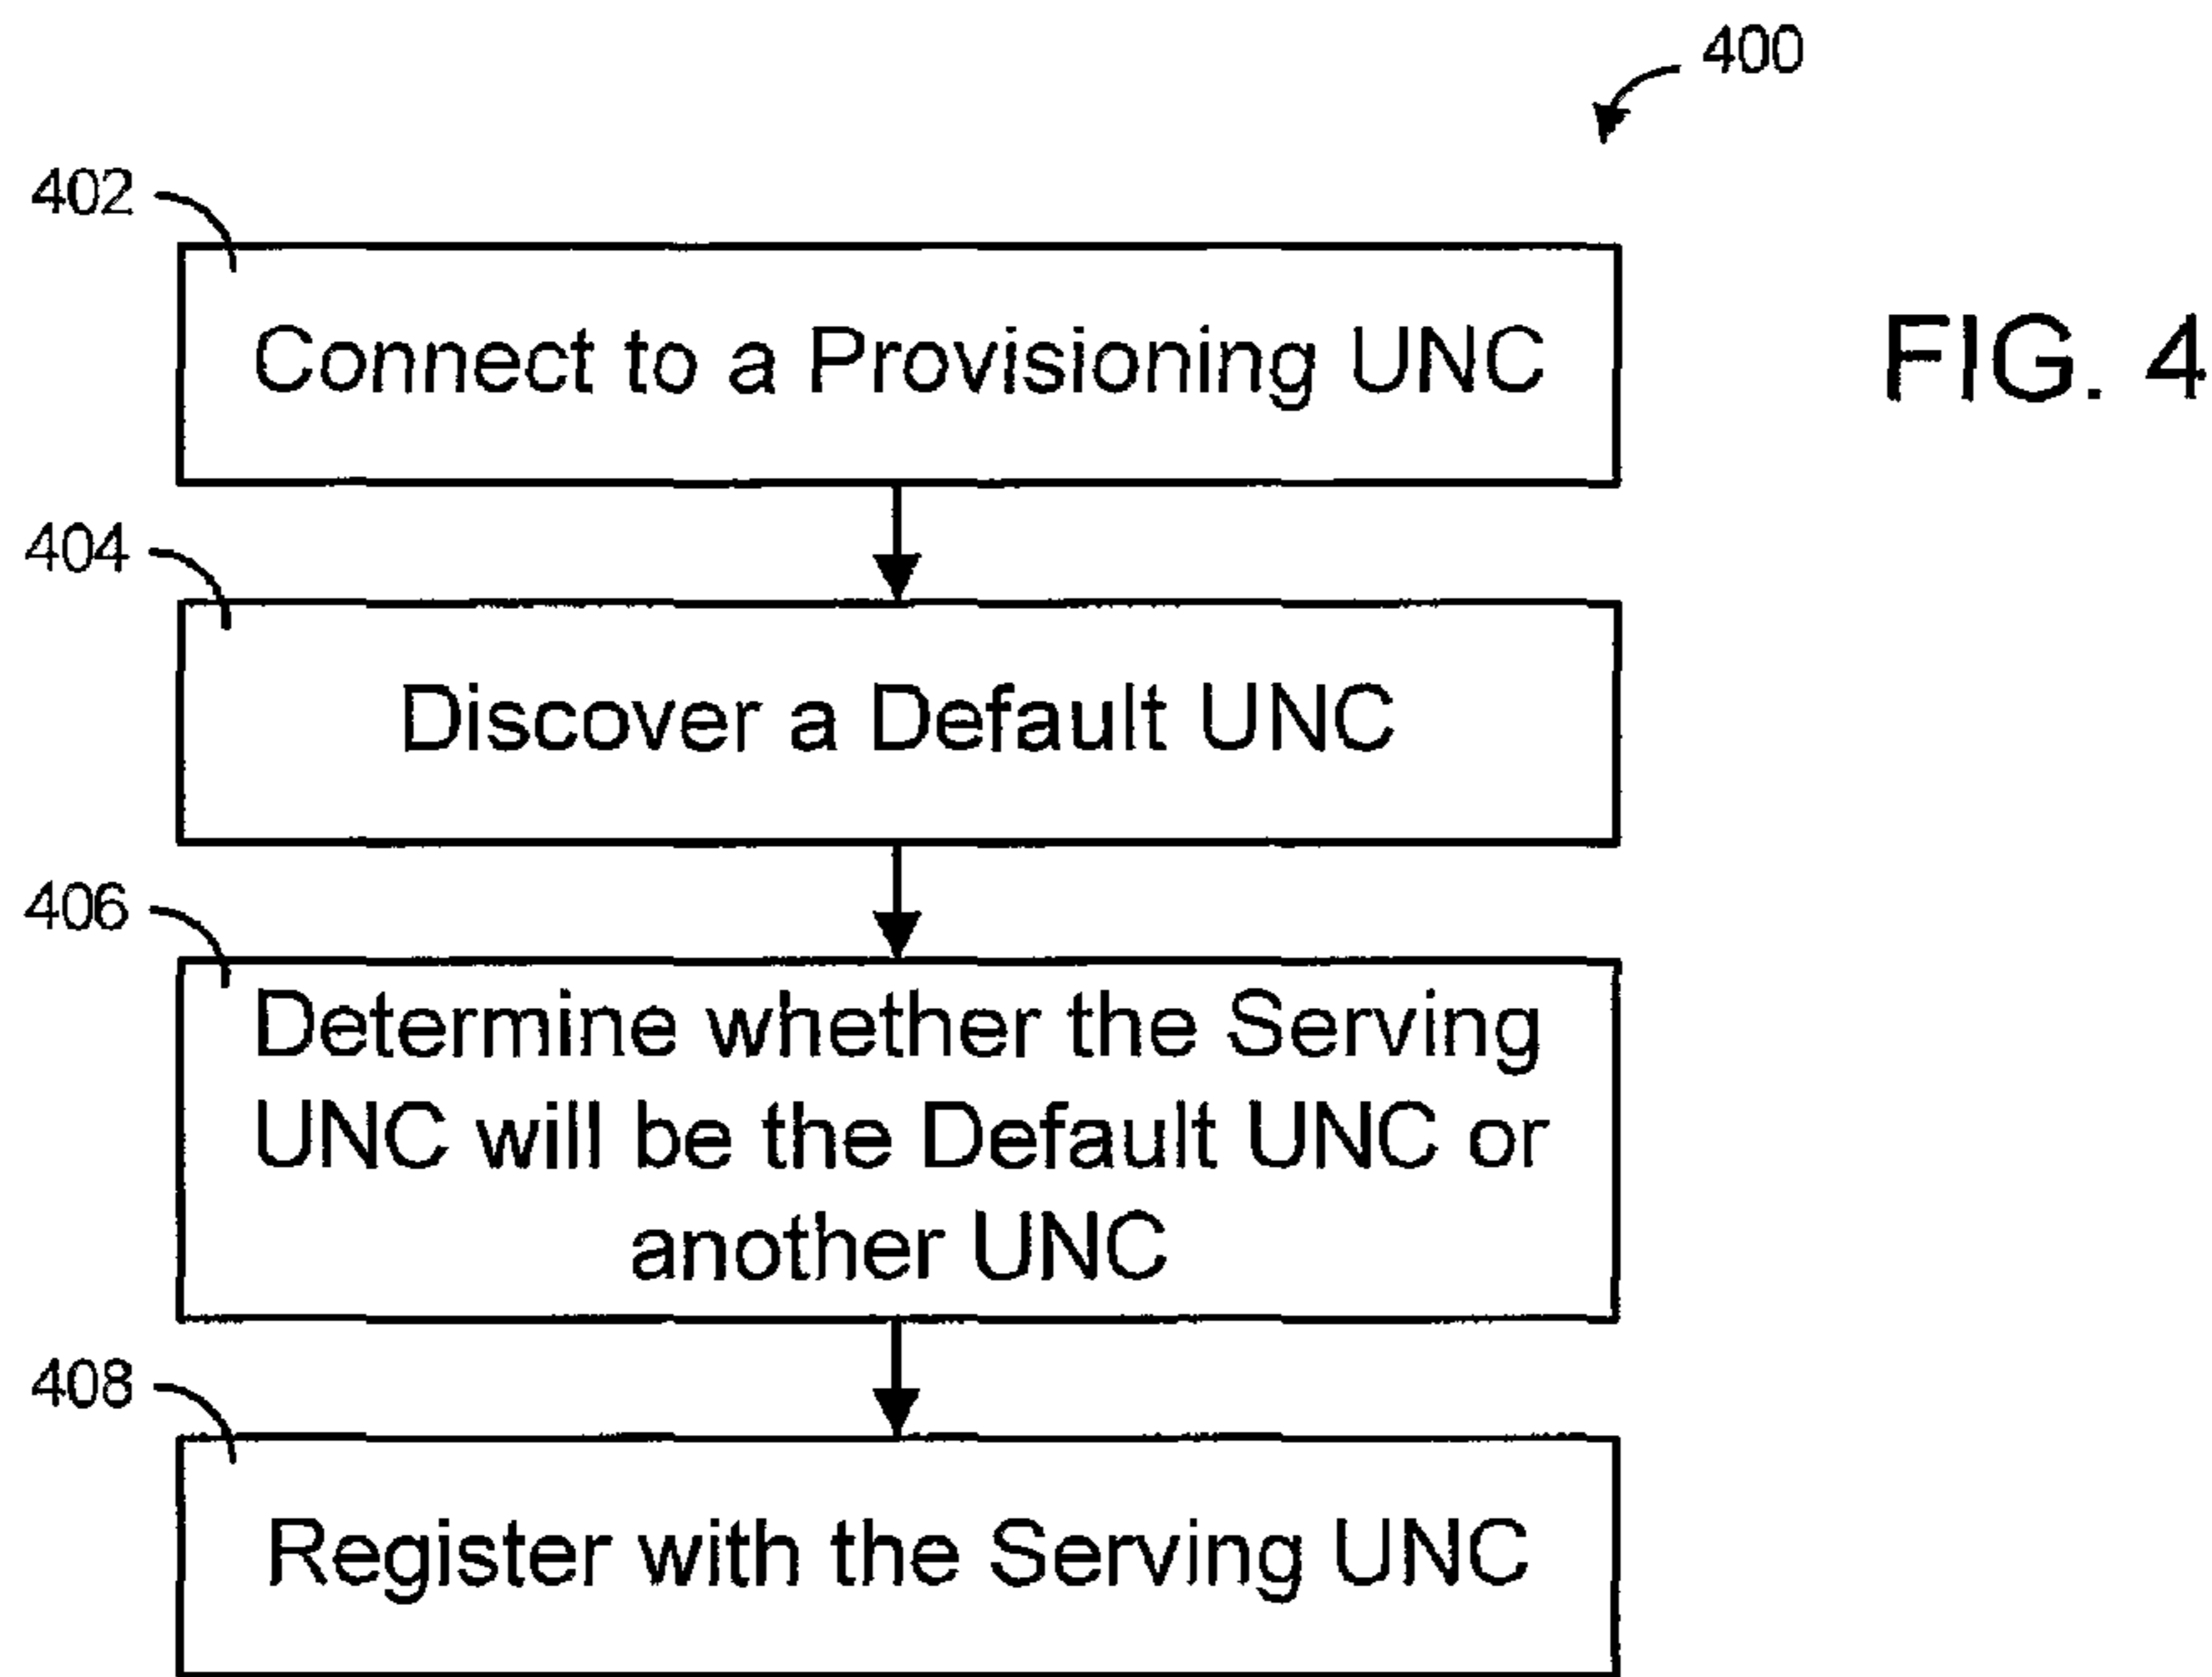 400
402
Connect to a Provisioning UNC
FIG. 4
404
Discover a Default UNC
406
Determine whether the Serving
UNC will be the Default UNC or
another UNC
408
Register with the Serving UNC